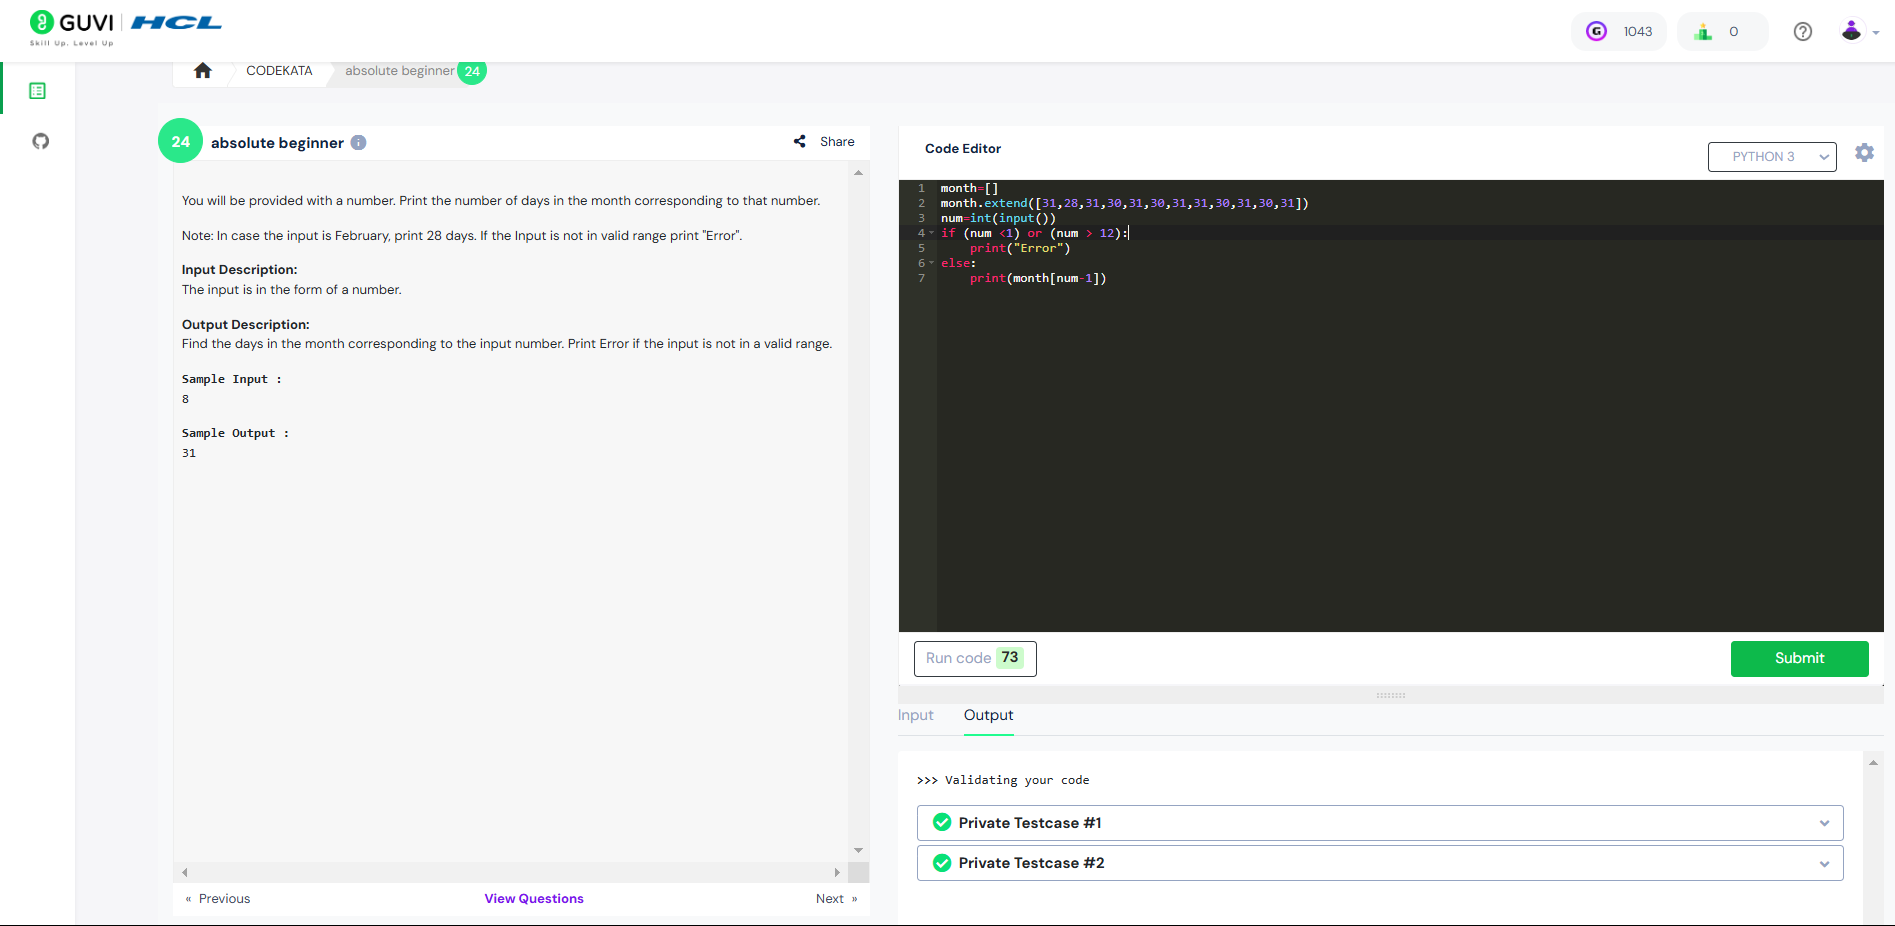 GUVI HCL
Skill Up. Level Up
G 1043 0 ?
CODEKATA absolute beginner 24
24 absolute beginner i Share
You will be provided with a number. Print the number of days in the month corresponding to that number.
Note: In case the input is February, print 28 days. If the Input is not in valid range print "Error".
Input Description:
The input is in the form of a number.
Output Description:
Find the days in the month corresponding to the input number. Print Error if the input is not in a valid range.
Sample Input :
8
Sample Output :
31
« Previous View Questions Next »
Code Editor PYTHON 3
1 month=[]
2 month.extend([31,28,31,30,31,30,31,31,30,31,30,31])
3 num=int(input())
4 if (num <1) or (num > 12):
5 print("Error")
6 else:
7 print(month[num-1])
Run code 73 Submit
Input Output
>>> Validating your code
Private Testcase #1
Private Testcase #2